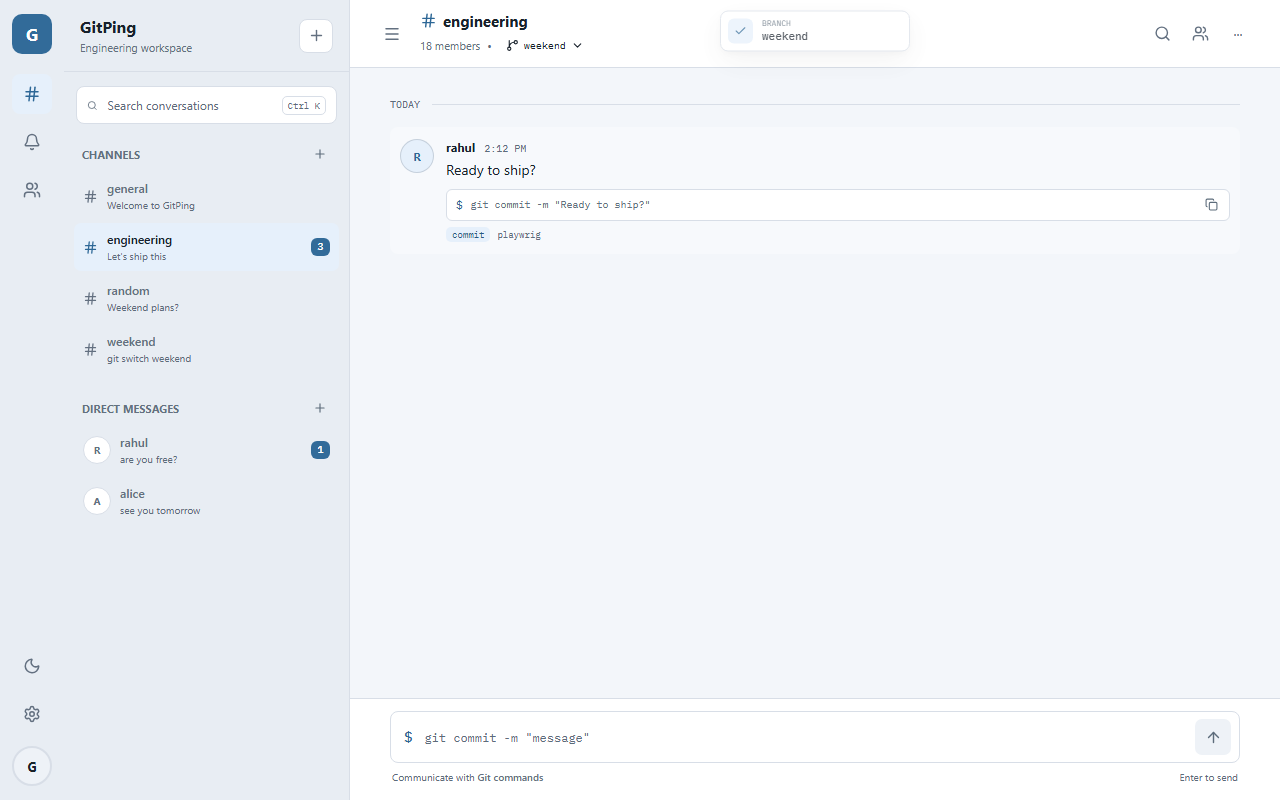 G
GitPing
Engineering workspace
Search conversations
Ctrl K
CHANNELS
general
Welcome to GitPing
engineering
Let's ship this
3
random
Weekend plans?
weekend
git switch weekend
DIRECT MESSAGES
R
rahul
are you free?
1
A
alice
see you tomorrow
G
# engineering
18 members • weekend
BRANCH
weekend
TODAY
R
rahul 2:12 PM
Ready to ship?
$ git commit -m "Ready to ship?"
commit playwrig
$ git commit -m "message"
Communicate with Git commands
Enter to send